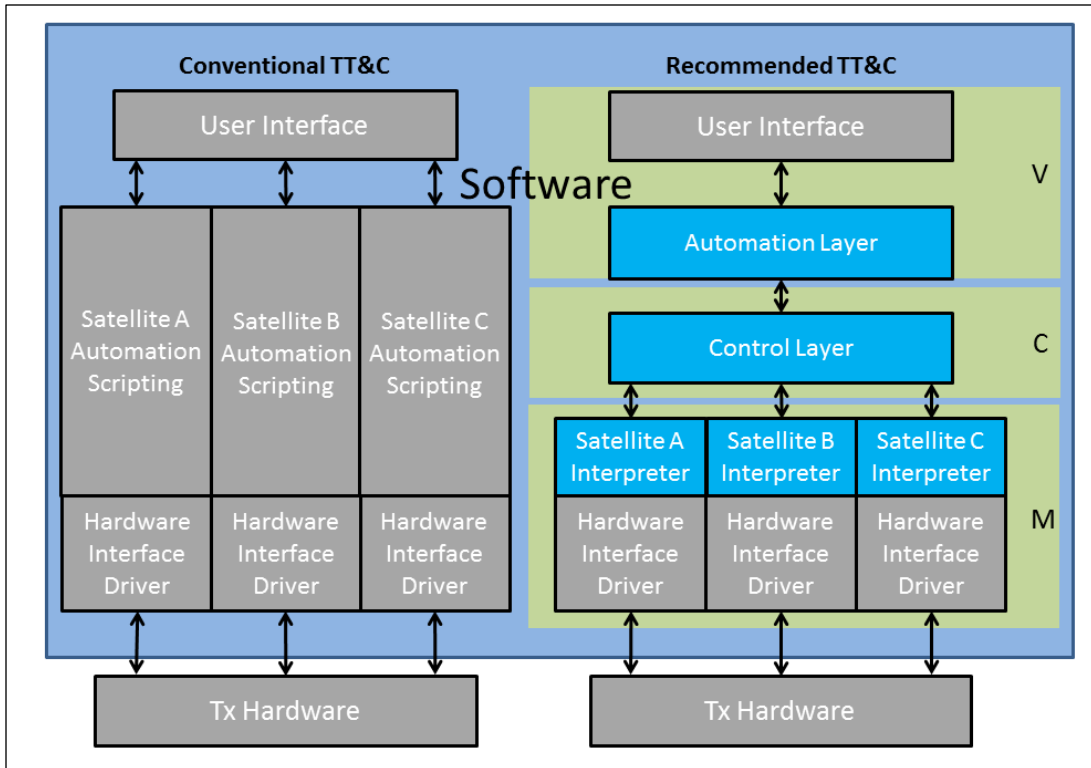 Conventional TT&C
User Interface
Software
Satellite A
Automation
Scripting
Satellite B
Automation
Scripting
Satellite C
Automation
Scripting
Hardware
Interface
Driver
Hardware
Interface
Driver
Hardware
Interface
Driver
Tx Hardware
Recommended TT&C
User Interface
V
Automation Layer
Control Layer
C
Satellite A
Interpreter
Satellite B
Interpreter
Satellite C
Interpreter
Hardware
Interface
Driver
Hardware
Interface
Driver
Hardware
Interface
Driver
M
Tx Hardware